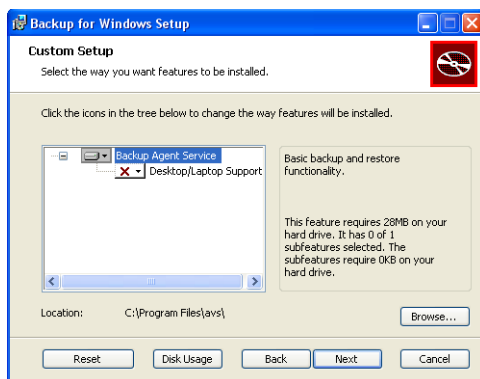 Backup for Windows Setup
Custom Setup
Select the way you want features to be installed.
Click the icons in the tree below to change the way features will be installed.
Backup Agent Service
Desktop/Laptop Support
Basic backup and restore
functionality.
This feature requires 28MB on your
hard drive. It has 0 of 1
subfeatures selected. The
subfeatures require 0KB on your
hard drive.
Location: C:\Program Files\avs\
Browse...
Reset Disk Usage Back Next Cancel